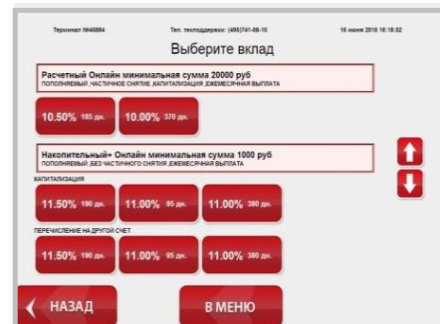 Терминал №45884 Тел. техподдержки: (495)741-08-10 16 июня 2015 16:18:52
Выберите вклад
Расчетный Онлайн минимальная сумма 20000 руб
ПОПОЛНЯЕМЫЙ ,ЧАСТИЧНОЕ СНЯТИЕ ,КАПИТАЛИЗАЦИЯ ,ЕЖЕМЕСЯЧНАЯ ВЫПЛАТА
10.50% 185 дн. 10.00% 370 дн.
Накопительный+ Онлайн минимальная сумма 1000 руб
ПОПОЛНЯЕМЫЙ ,БЕЗ ЧАСТИЧНОГО СНЯТИЯ ,ЕЖЕМЕСЯЧНАЯ ВЫПЛАТА
КАПИТАЛИЗАЦИЯ
11.50% 190 дн. 11.00% 95 дн. 11.00% 380 дн.
ПЕРЕЧИСЛЕНИЕ НА ДРУГОЙ СЧЕТ
11.50% 190 дн. 11.00% 95 дн. 11.00% 380 дн.
НАЗАД В МЕНЮ